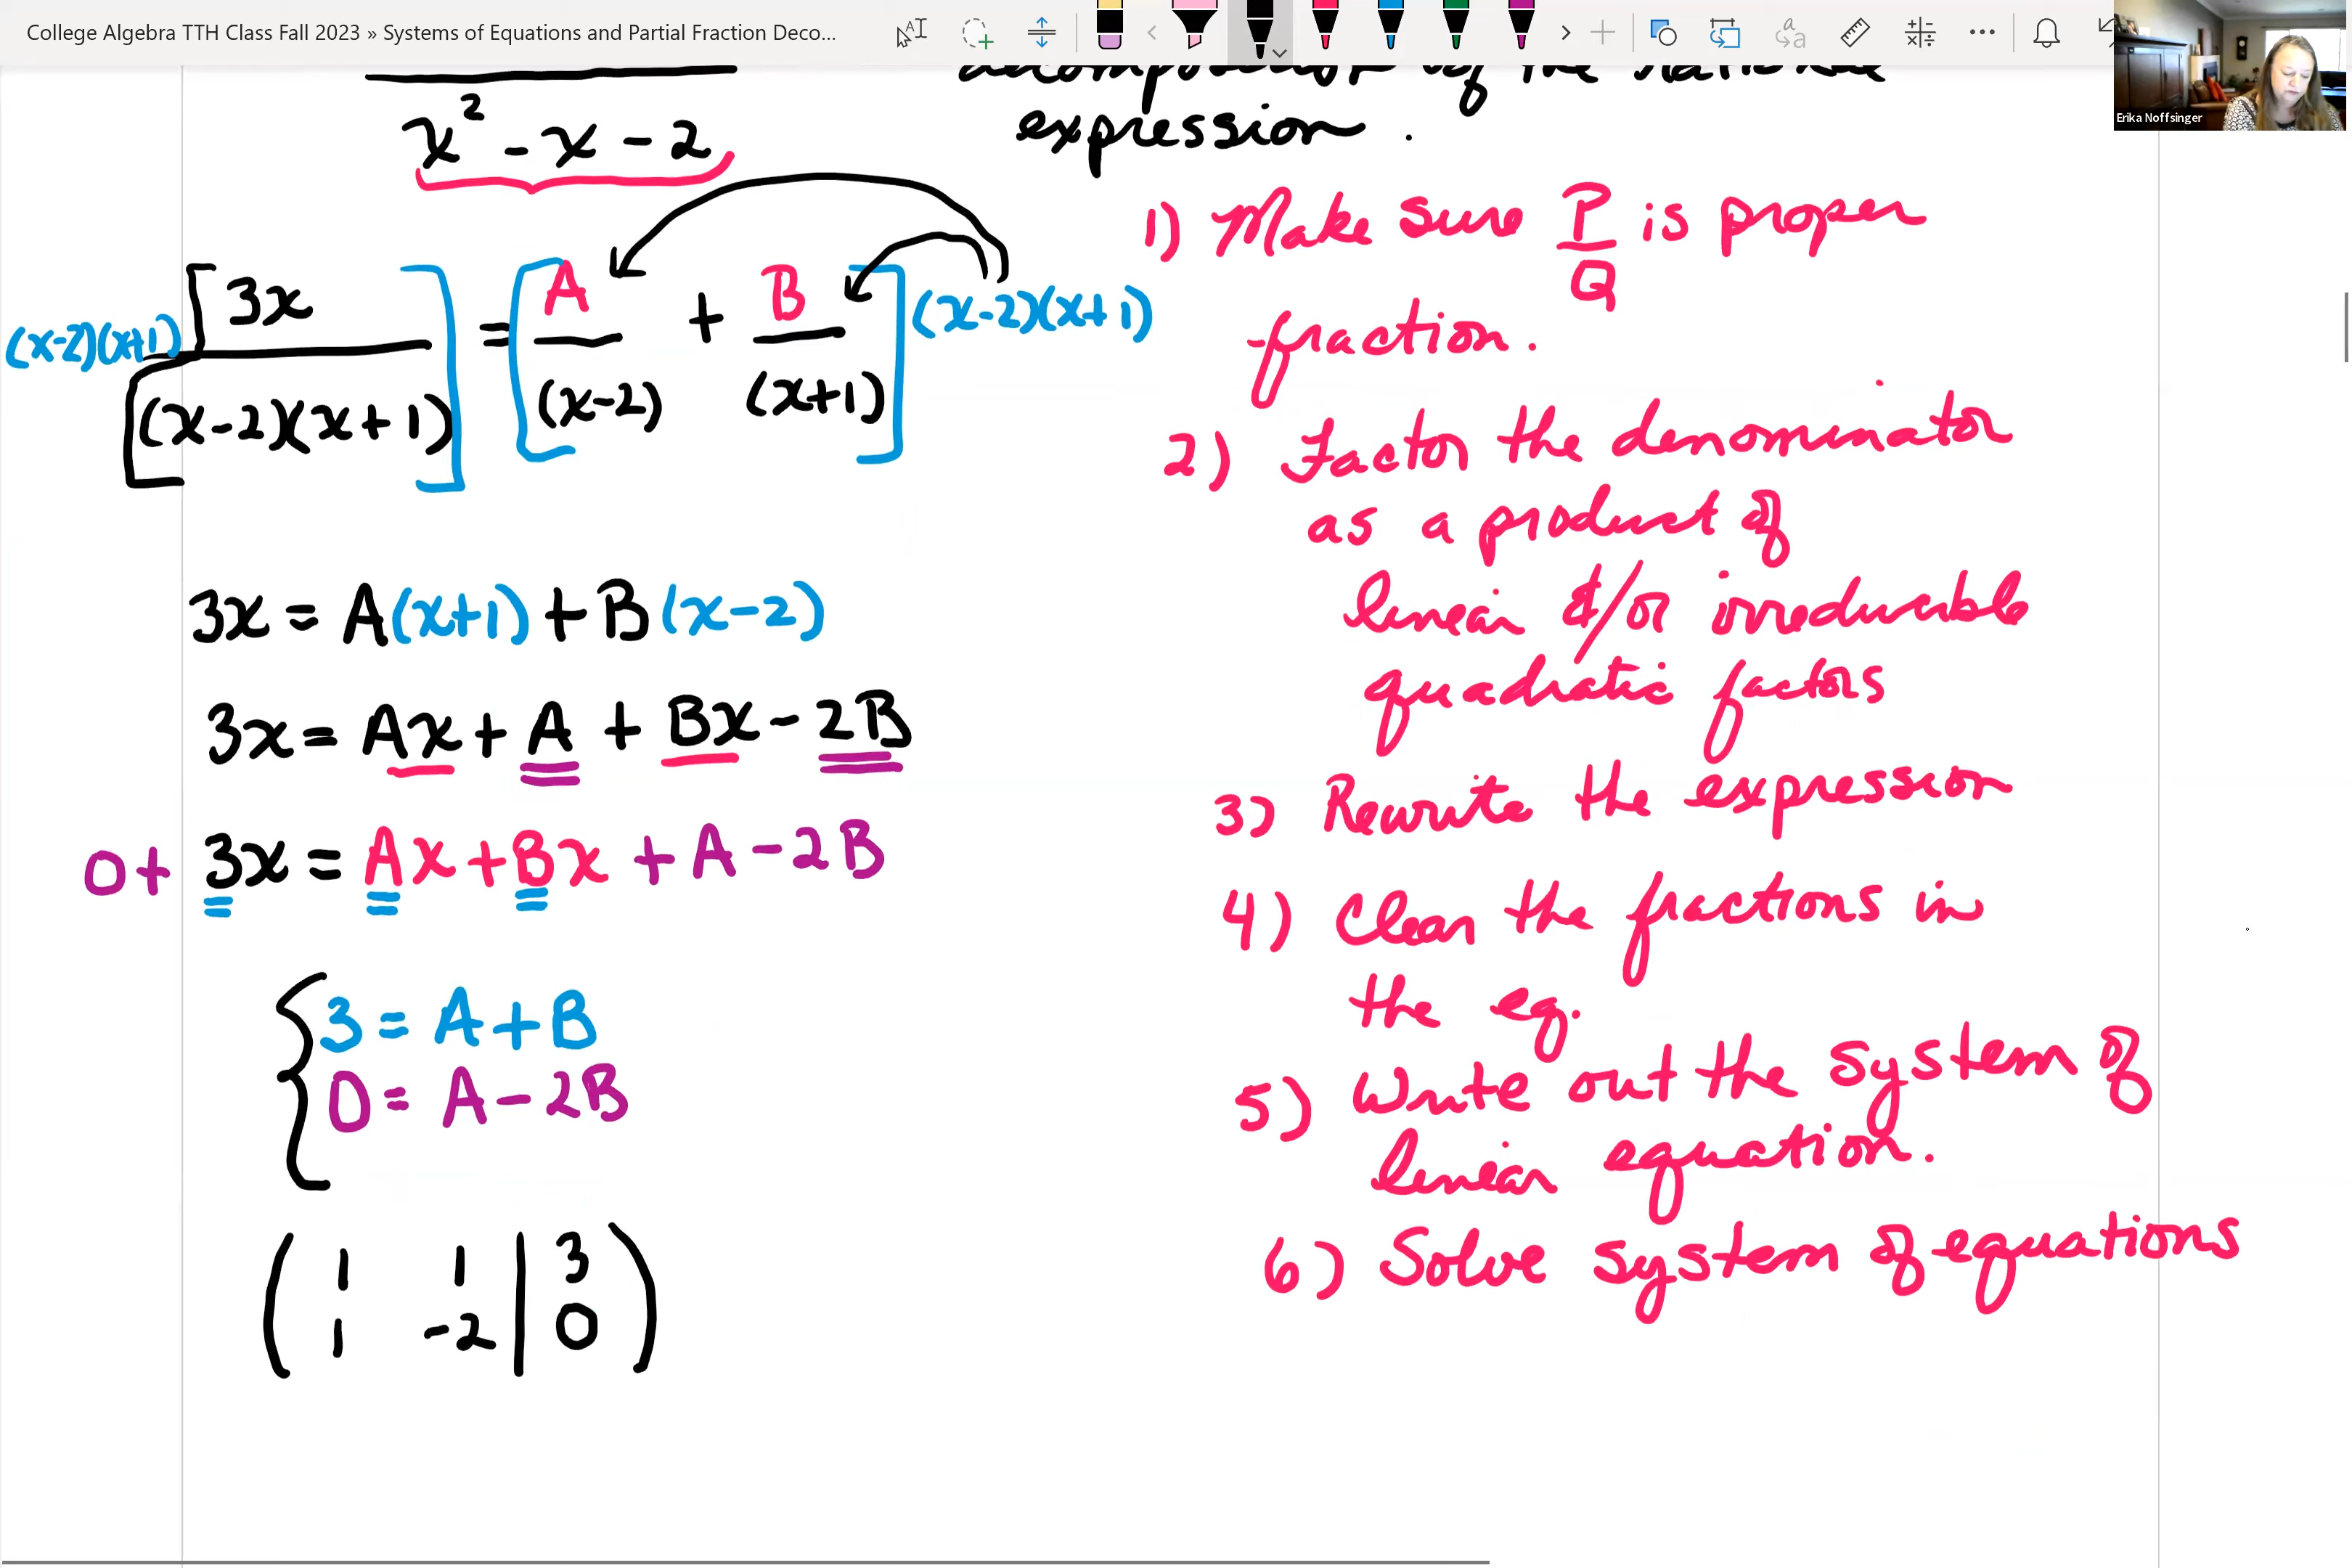 College Algebra TTH Class Fall 2023 » Systems of Equations and Partial Fraction Deco...
Erika Noffsinger
of the
expression.
x² - x - 2
(x-2)(x+1) [3x / (x-2)(x+1)] = [A / (x-2) + B / (x+1)] (x-2)(x+1)
3x = A(x+1) + B(x-2)
3x = Ax + A + Bx - 2B
0+ 3x = Ax + Bx + A - 2B
3 = A + B
0 = A - 2B
1 1 | 3
1 -2 | 0
1) Make sure P/Q is proper
fraction.
2) Factor the denominator
as a product of
linear &/or irreducible
quadratic factors
3) Rewrite the expression
4) Clear the fractions in
the eq.
5) Write out the system of
linear equation.
6) Solve system of equations